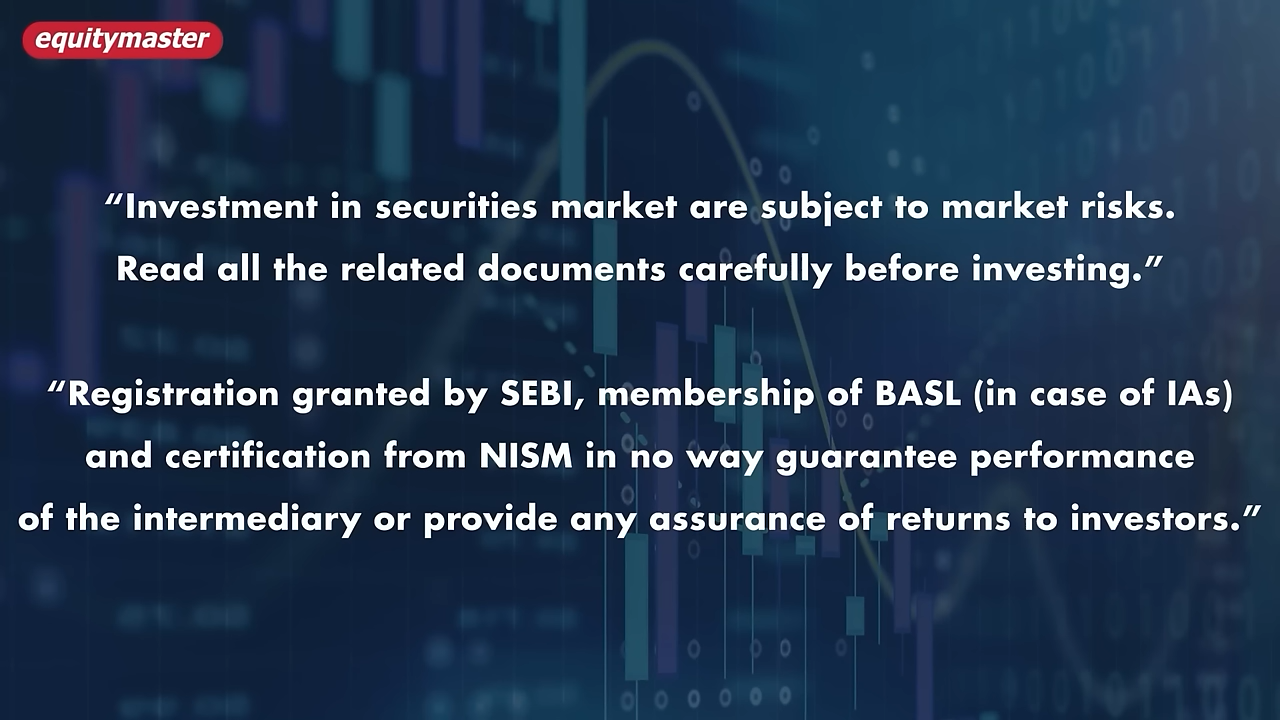 equitymaster
“Investment in securities market are subject to market risks.
Read all the related documents carefully before investing.”
“Registration granted by SEBI, membership of BASL (in case of IAs)
and certification from NISM in no way guarantee performance
of the intermediary or provide any assurance of returns to investors.”